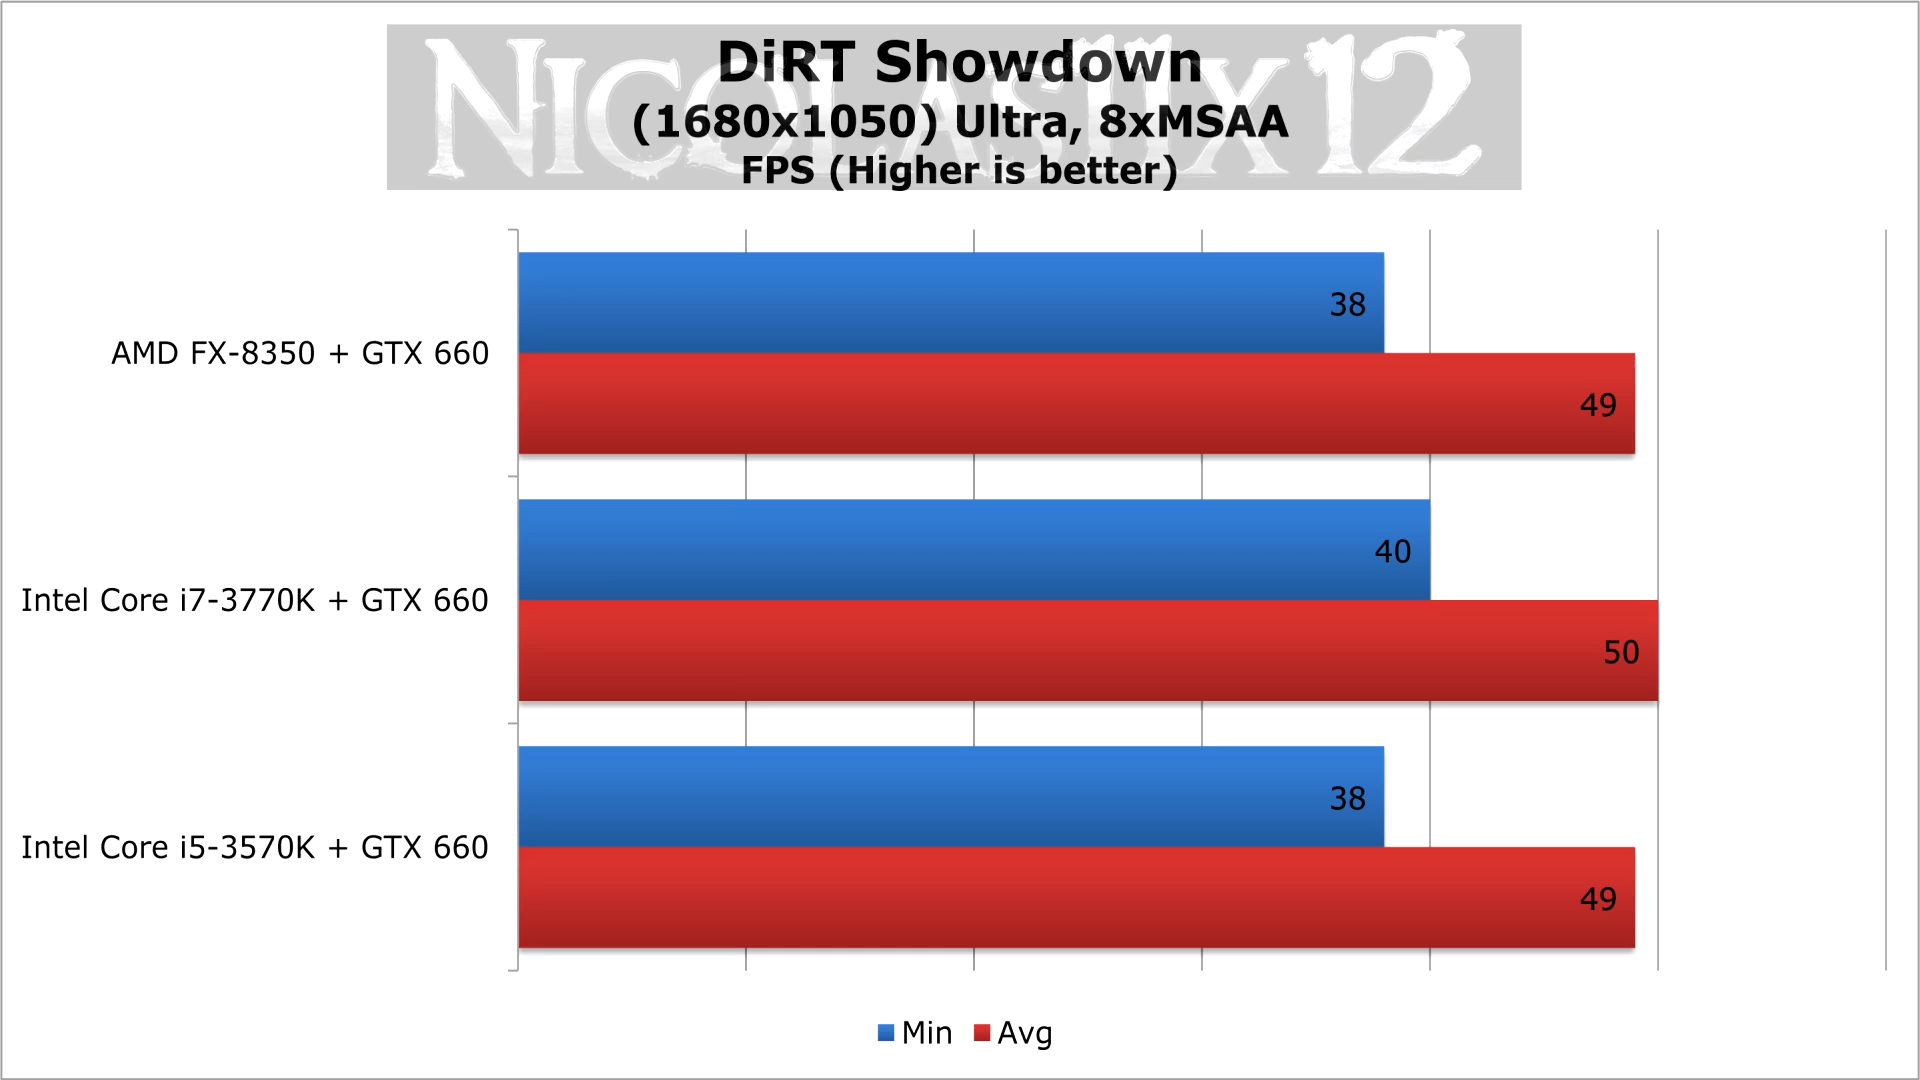 NICOLAS11X12
DiRT Showdown
(1680x1050) Ultra, 8xMSAA
FPS (Higher is better)
AMD FX-8350 + GTX 660
38
49
Intel Core i7-3770K + GTX 660
40
50
Intel Core i5-3570K + GTX 660
38
49
Min
Avg